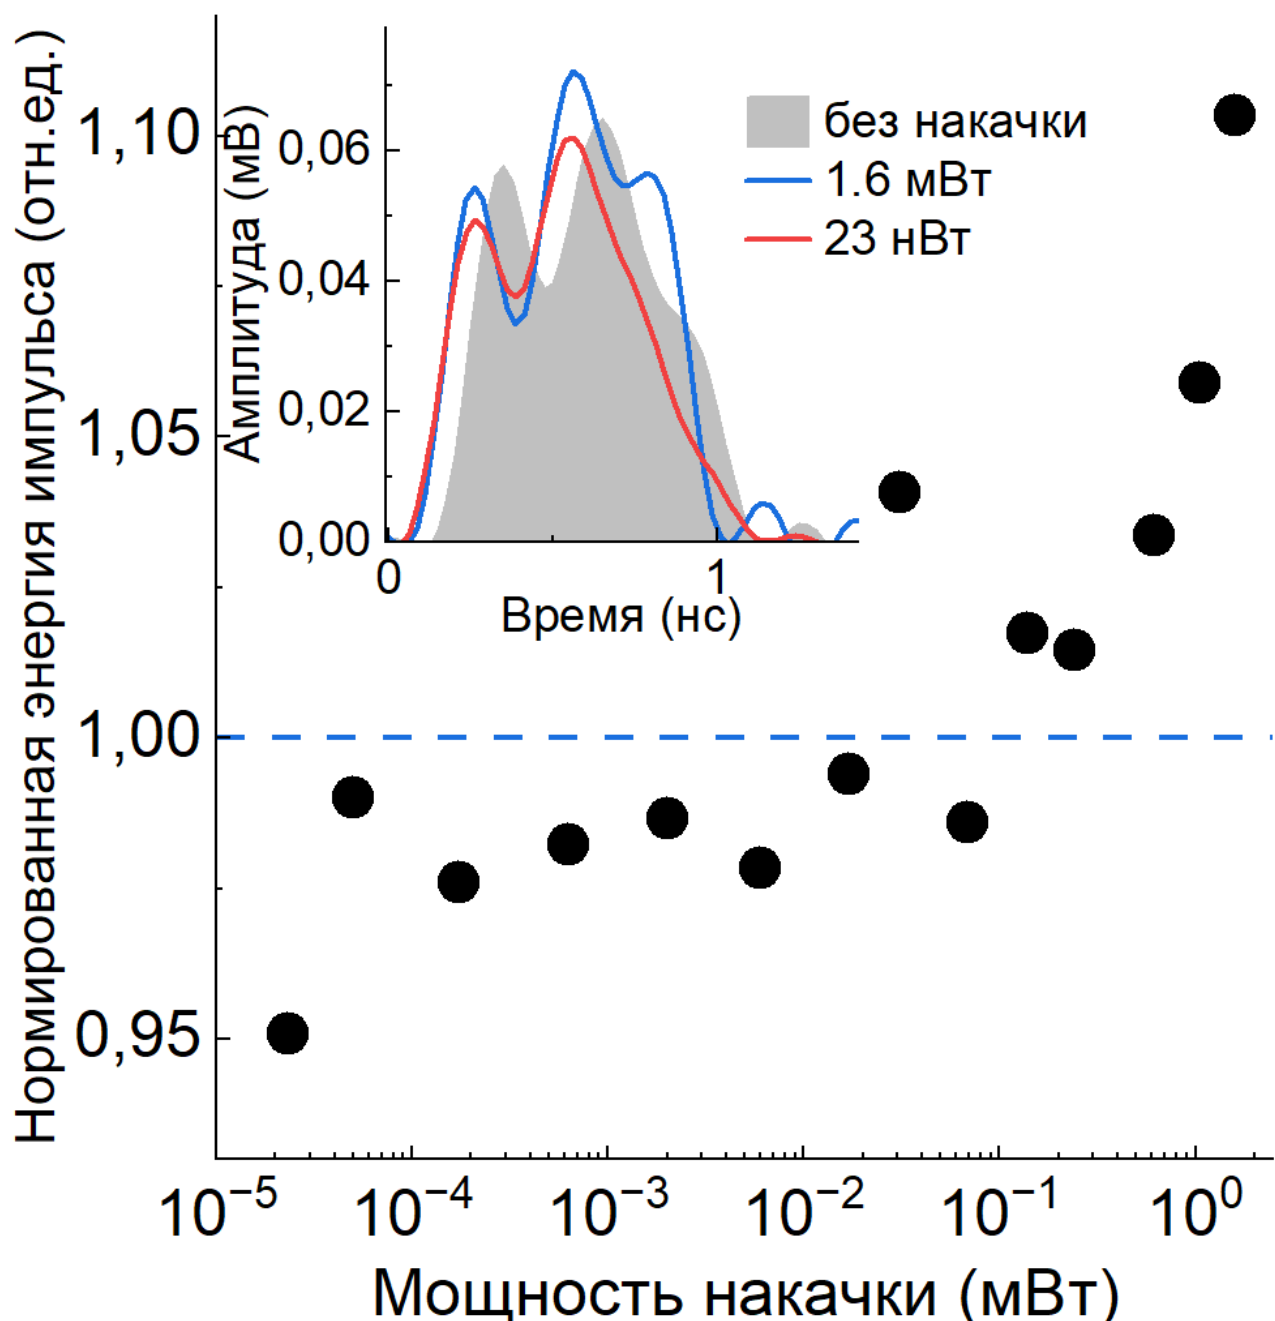 Нормированная энергия импульса (отн.ед.)
1,10
1,05
1,00
0,95
Амплитуда (мВ)
0,06
0,04
0,02
0,00
0
1
Время (нс)
без накачки
1.6 мВт
23 нВт
10⁻⁵
10⁻⁴
10⁻³
10⁻²
10⁻¹
10⁰
Мощность накачки (мВт)